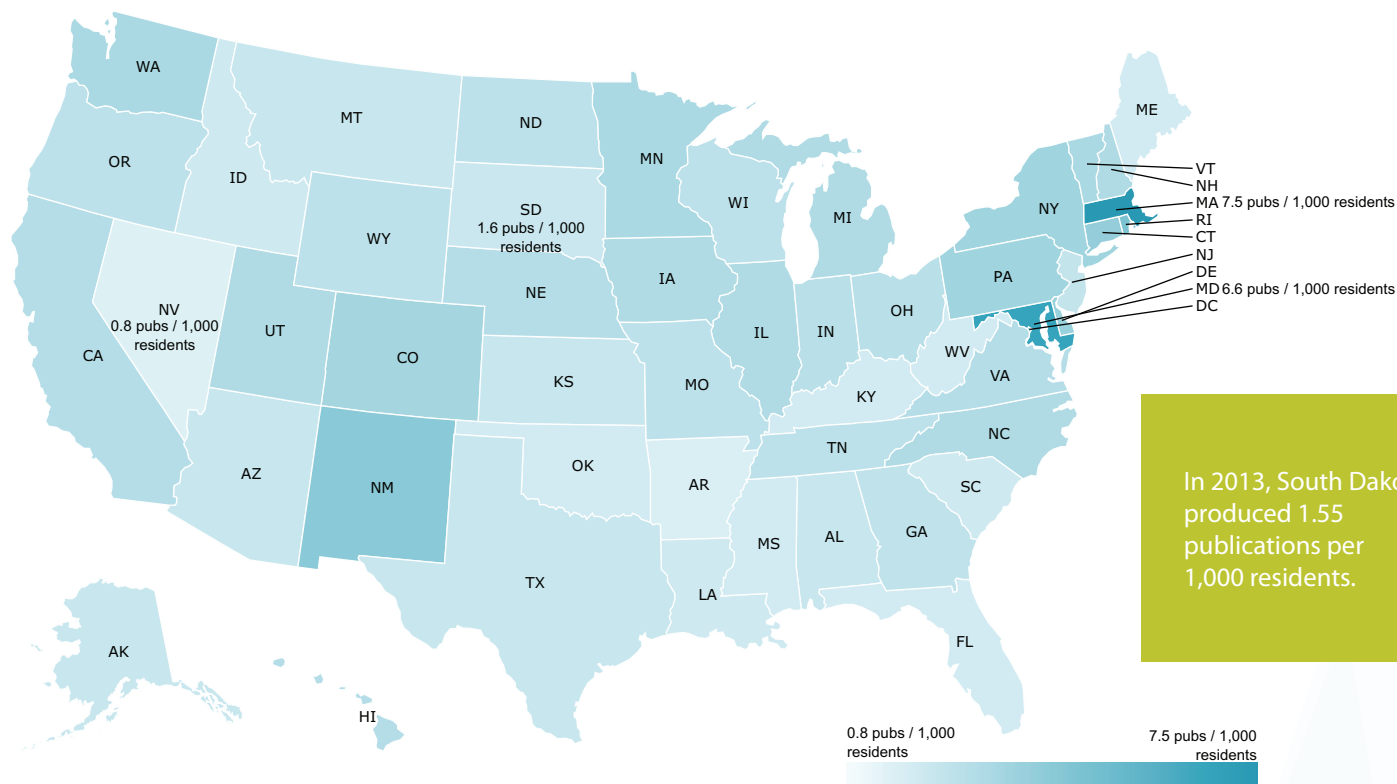 WA
MT
ND
MN
OR
ID
WY
SD
1.6 pubs / 1,000
residents
WI
MI
NY
ME
VT
NH
MA 7.5 pubs / 1,000 residents
RI
CT
NJ
DE
MD 6.6 pubs / 1,000 residents
DC
NV
0.8 pubs / 1,000
residents
CA
UT
CO
NE
IA
IL
IN
OH
PA
WV
VA
KS
MO
KY
AZ
NM
OK
AR
TN
NC
SC
TX
LA
MS
AL
GA
FL
AK
HI
In 2013, South Dako
produced 1.55
publications per
1,000 residents.
0.8 pubs / 1,000
residents
7.5 pubs / 1,000
residents